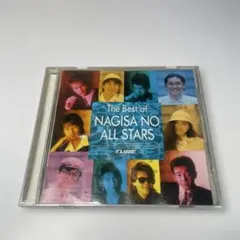 The Best of
NAGISA NO
ALL STARS
TUBE